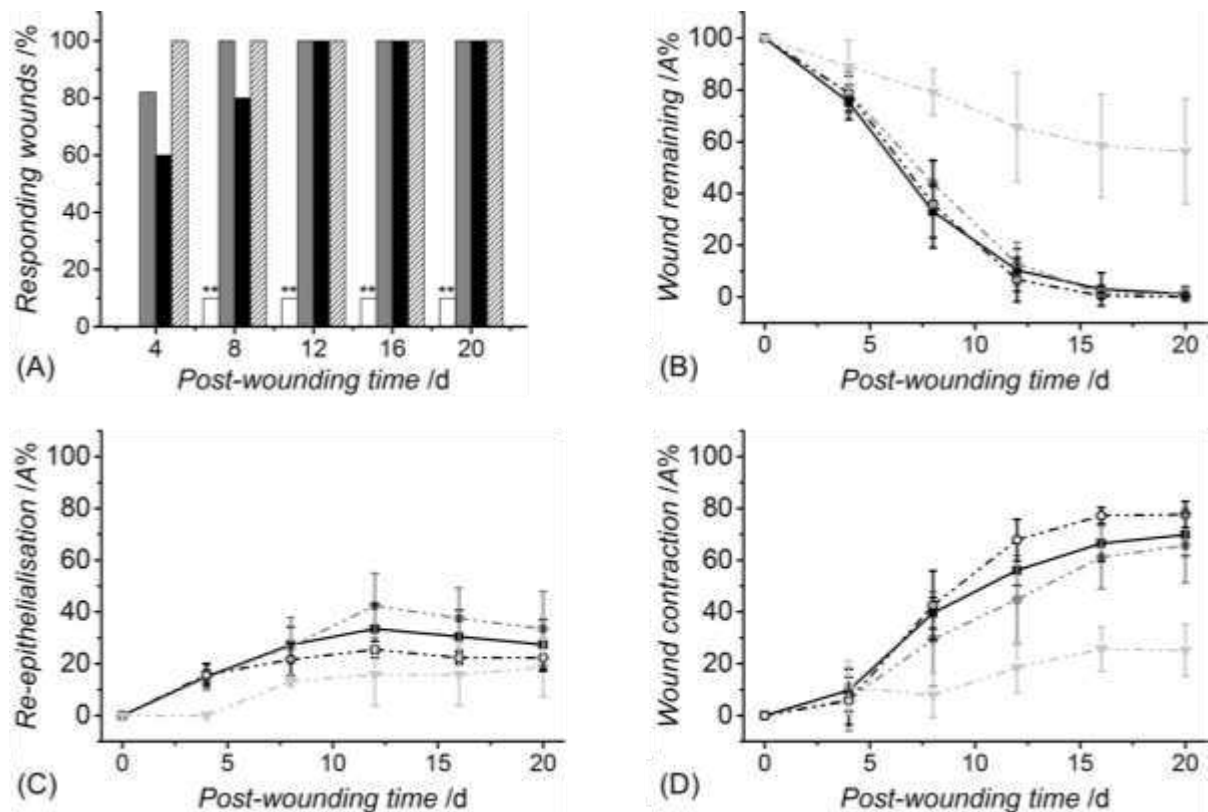 100
80
60
40
20
0
Responding wounds /%
** ** ** **
4 8 12 16 20
Post-wounding time /d
(A)
100
80
60
40
20
0
Wound remaining /A%
0 5 10 15 20
Post-wounding time /d
(B)
100
80
60
40
20
0
Re-epithelialisation /A%
0 5 10 15 20
Post-wounding time /d
(C)
100
80
60
40
20
0
Wound contraction /A%
0 5 10 15 20
Post-wounding time /d
(D)